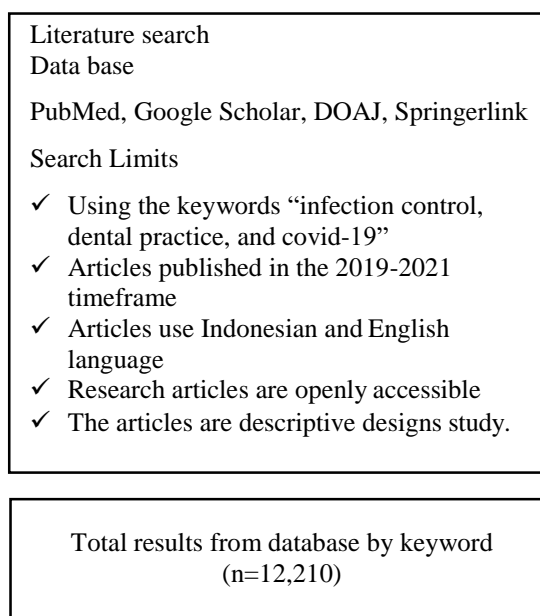 Literature search
Data base
PubMed, Google Scholar, DOAJ, Springerlink
Search Limits
✓ Using the keywords “infection control,
dental practice, and covid-19”
✓ Articles published in the 2019-2021
timeframe
✓ Articles use Indonesian and English
language
✓ Research articles are openly accessible
✓ The articles are descriptive designs study.
Total results from database by keyword
(n=12,210)